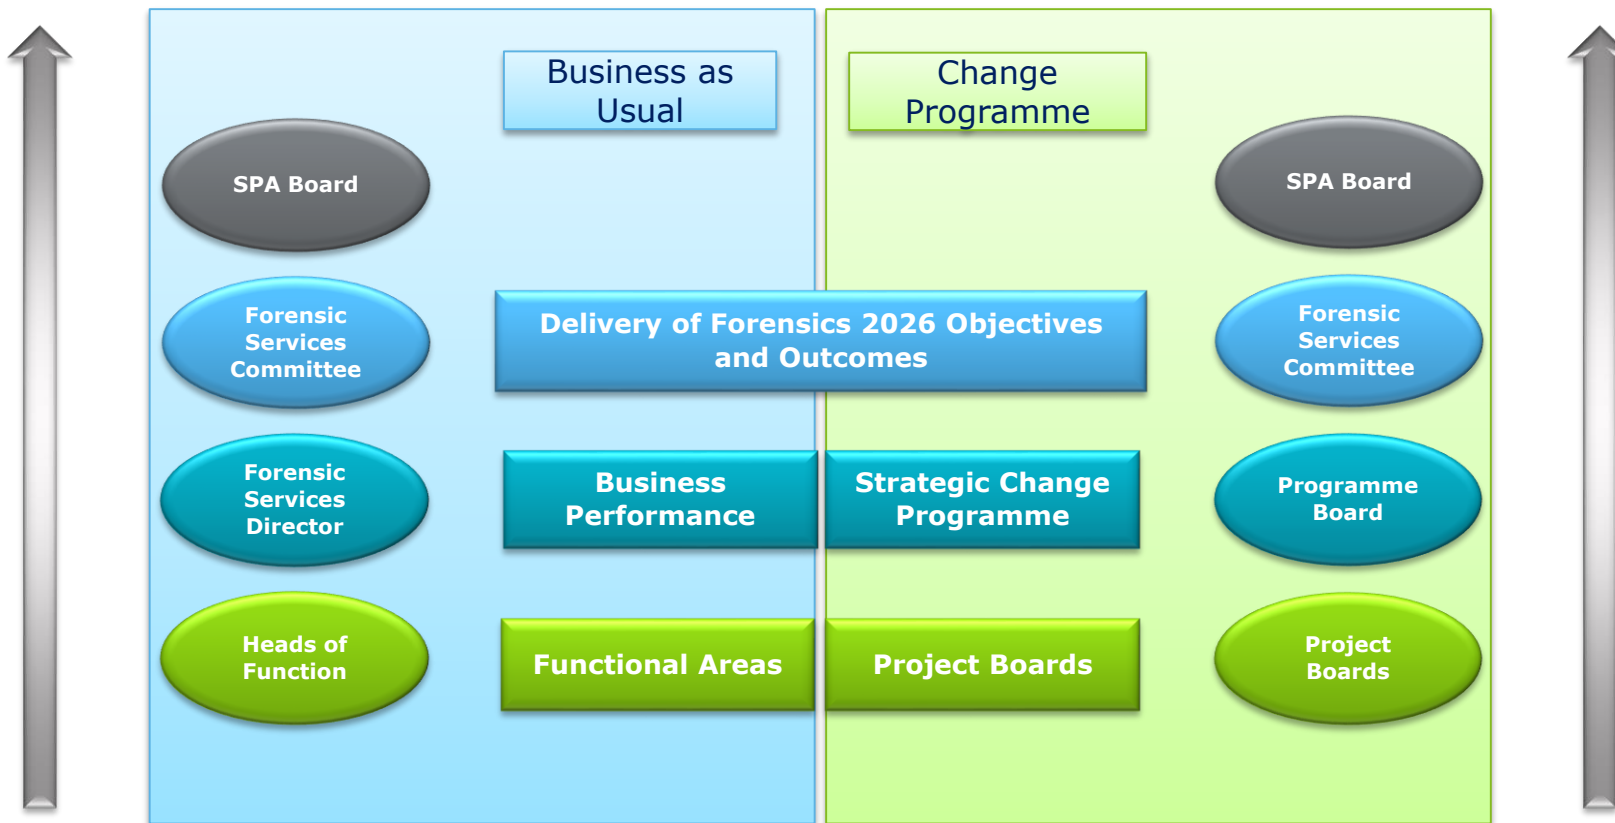 Business as
Usual
Change
Programme
SPA Board
SPA Board
Forensic
Services
Committee
Delivery of Forensics 2026 Objectives
and Outcomes
Forensic
Services
Committee
Forensic
Services
Director
Business
Performance
Strategic Change
Programme
Programme
Board
Heads of
Function
Functional Areas
Project Boards
Project
Boards